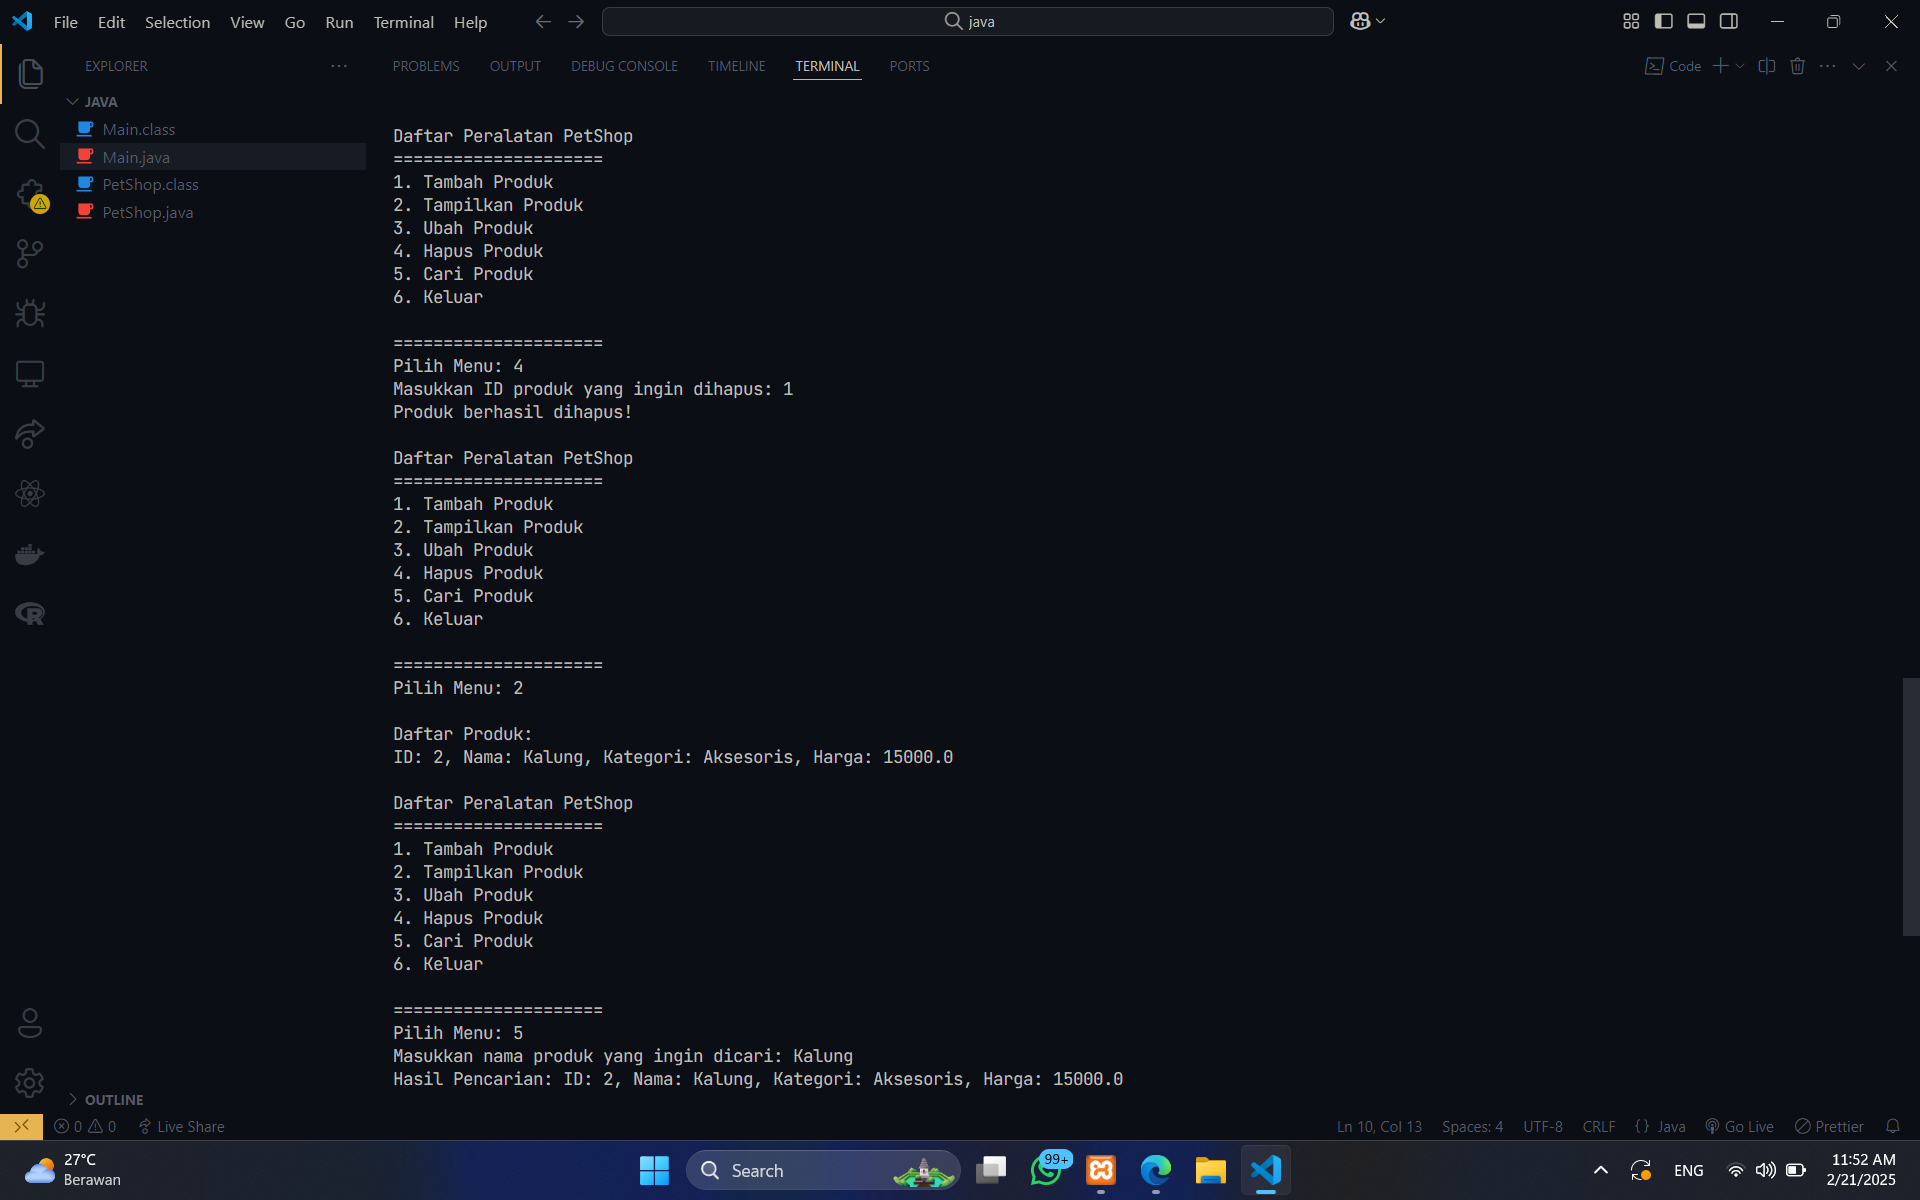 File Edit Selection View Go Run Terminal Help
java
EXPLORER
PROBLEMS OUTPUT DEBUG CONSOLE TIMELINE TERMINAL PORTS
Code
JAVA
Main.class
Main.java
PetShop.class
PetShop.java
Daftar Peralatan PetShop
=====================
1. Tambah Produk
2. Tampilkan Produk
3. Ubah Produk
4. Hapus Produk
5. Cari Produk
6. Keluar
=====================
Pilih Menu: 4
Masukkan ID produk yang ingin dihapus: 1
Produk berhasil dihapus!
Daftar Peralatan PetShop
=====================
1. Tambah Produk
2. Tampilkan Produk
3. Ubah Produk
4. Hapus Produk
5. Cari Produk
6. Keluar
=====================
Pilih Menu: 2
Daftar Produk:
ID: 2, Nama: Kalung, Kategori: Aksesoris, Harga: 15000.0
Daftar Peralatan PetShop
=====================
1. Tambah Produk
2. Tampilkan Produk
3. Ubah Produk
4. Hapus Produk
5. Cari Produk
6. Keluar
=====================
Pilih Menu: 5
Masukkan nama produk yang ingin dicari: Kalung
Hasil Pencarian: ID: 2, Nama: Kalung, Kategori: Aksesoris, Harga: 15000.0
OUTLINE
0 0 Live Share
Ln 10, Col 13 Spaces: 4 UTF-8 CRLF {} Java Go Live Prettier
27°C
Berawan
Search
99+
ENG
11:52 AM
2/21/2025